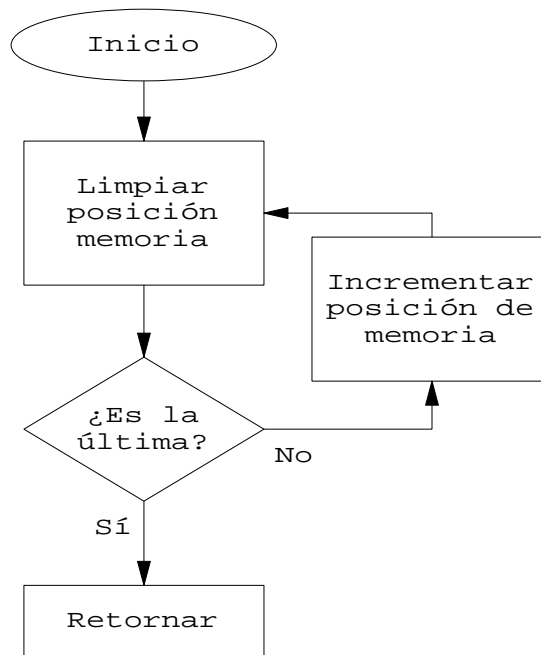 Inicio
Limpiar
posición
memoria
Incrementar
posición de
memoria
¿Es la
última?
No
Sí
Retornar